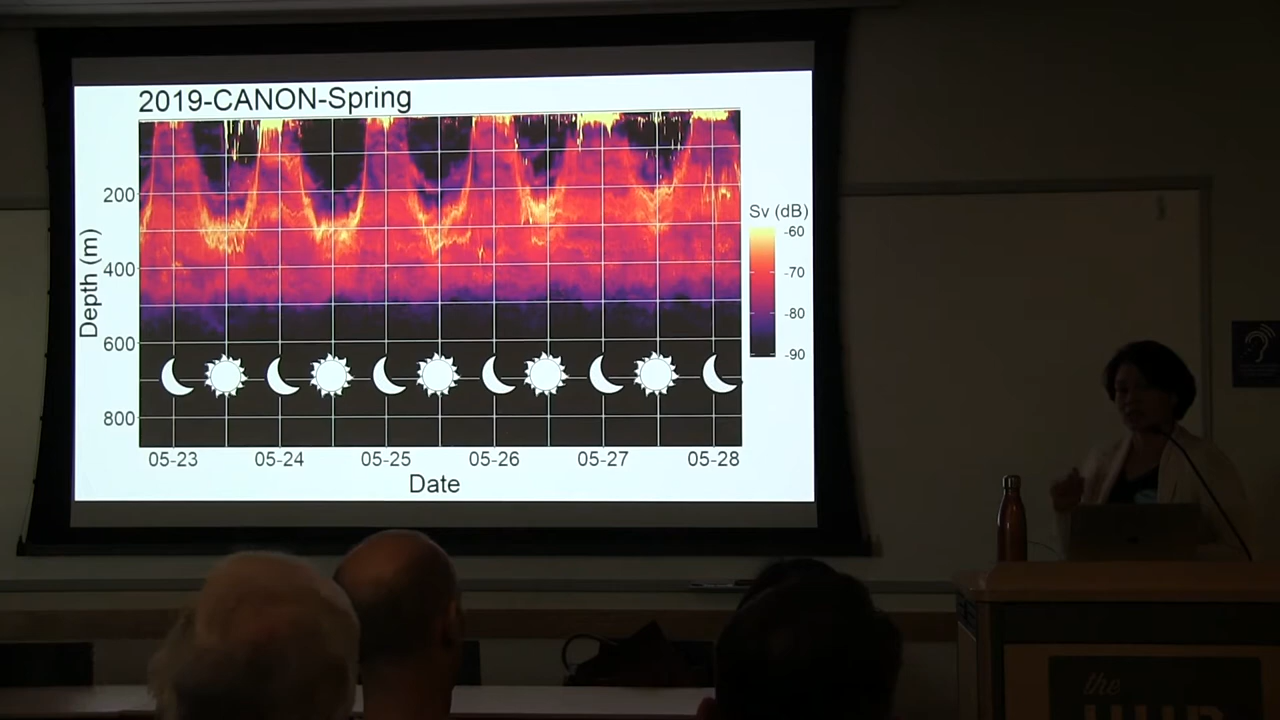 2019-CANON-Spring
Depth (m)
200
400
600
800
05-23 05-24 05-25 05-26 05-27 05-28
Date
Sv (dB)
-60
-70
-80
-90
the
HUB